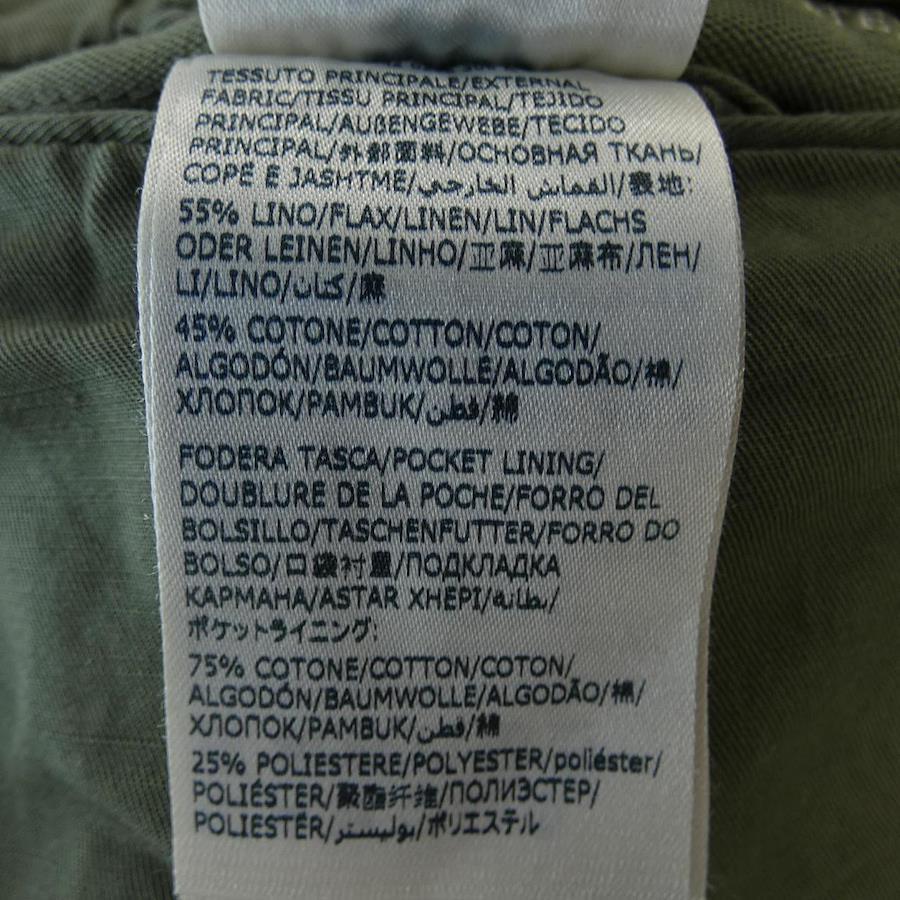 TESSUTO PRINCIPALE/EXTERNAL
FABRIC/TISSU PRINCIPAL/TEJIDO
PRINCIPAL/AUßENGEWEBE/TECIDO
PRINCIPAL/外部面料/ОСНОВНАЯ ТКАНЬ/
COPË E JASHTME/القماش الخارجي/表地:
55% LINO/FLAX/LINEN/LIN/FLACHS
ODER LEINEN/LINHO/亚麻/亚麻布/ЛЕН/
LI/LINO/كتان/麻
45% COTONE/COTTON/COTON/
ALGODÓN/BAUMWOLLE/ALGODÃO/棉/
ХЛОПОК/PAMBUK/قطن/綿
FODERA TASCA/POCKET LINING/
DOUBLURE DE LA POCHE/FORRO DEL
BOLSILLO/TASCHENFUTTER/FORRO DO
BOLSO/口袋衬里/ПОДКЛАДКА
КАРМАНА/ASTAR XHEPI/بطانة/
ポケットライニング:
75% COTONE/COTTON/COTON/
ALGODÓN/BAUMWOLLE/ALGODÃO/棉/
ХЛОПОК/PAMBUK/قطن/綿
25% POLIESTERE/POLYESTER/poliéster/
POLIÉSTER/聚酯纤维/ПОЛИЭСТЕР/
POLIESTËR/بوليستر/ポリエステル